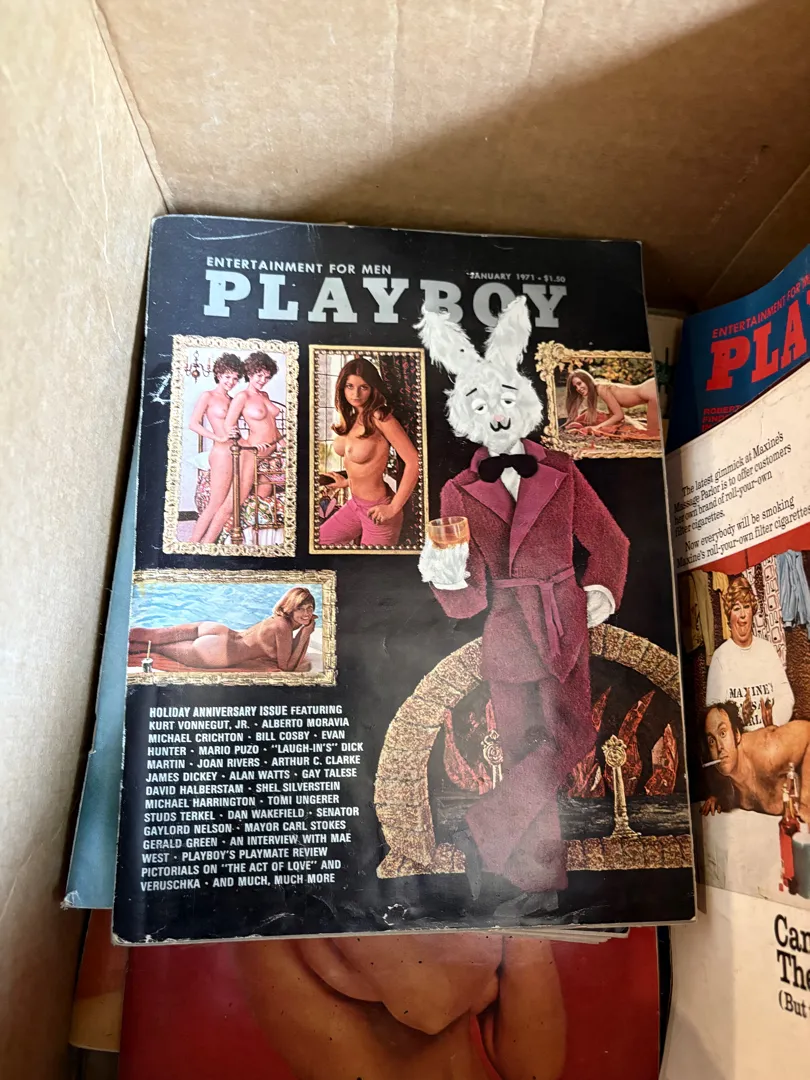 ENTERTAINMENT FOR MEN
JANUARY 1971 • $1.50
PLAYBOY
HOLIDAY ANNIVERSARY ISSUE FEATURING
KURT VONNEGUT, JR. • ALBERTO MORAVIA
MICHAEL CRICHTON • BILL COSBY • EVAN
HUNTER • MARIO PUZO • "LAUGH-IN'S" DICK
MARTIN • JOAN RIVERS • ARTHUR C. CLARKE
JAMES DICKEY • ALAN WATTS • GAY TALESE
DAVID HALBERSTAM • SHEL SILVERSTEIN
MICHAEL HARRINGTON • TOMI UNGERER
STUDS TERKEL • DAN WAKEFIELD • SENATOR
GAYLORD NELSON • MAYOR CARL STOKES
GERALD GREEN • AN INTERVIEW WITH MAE
WEST • PLAYBOY'S PLAYMATE REVIEW
PICTORIALS ON "THE ACT OF LOVE" AND
VERUSCHKA • AND MUCH, MUCH MORE
ENTERTAINMENT FOR M
PLA
The latest gimmick at Maxine's
Massage Parlor is to offer customers
her own brand of roll-your-own
filter cigarettes.
Now everybody will be smoking
Maxine's roll-your-own filter cigarettes
MAXINE'S
Can
The
(But